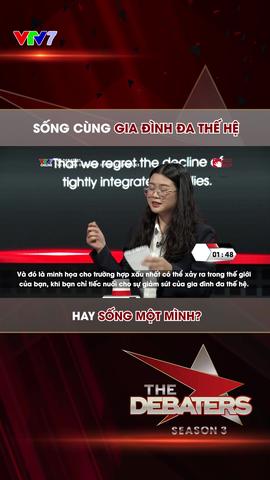 VTV7
SỐNG CÙNG GIA ĐÌNH ĐA THẾ HỆ
That we regret the decline
tightly integrate
lies.
01:48
Và đó là minh họa cho trường hợp xấu nhất có thể xảy ra trong thế giới
của bạn, khi bạn chỉ tiếc nuối cho sự giảm sút của gia đình đa thế hệ.
HAY SỐNG MỘT MÌNH?
THE
DEBATERS
SEASON 3